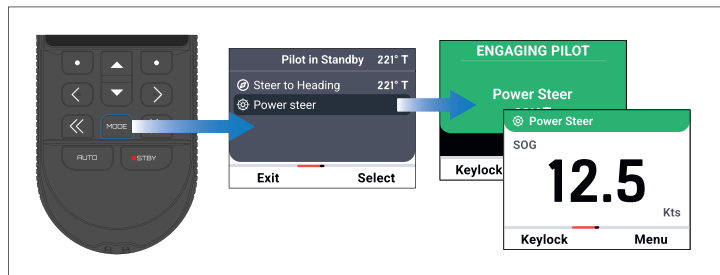 MODE
AUTO
STBY
Pilot in Standby 221° T
Steer to Heading 221° T
Power steer
Exit Select
ENGAGING PILOT
Power Steer
Keylock
Power Steer
SOG
12.5
Kts
Keylock Menu